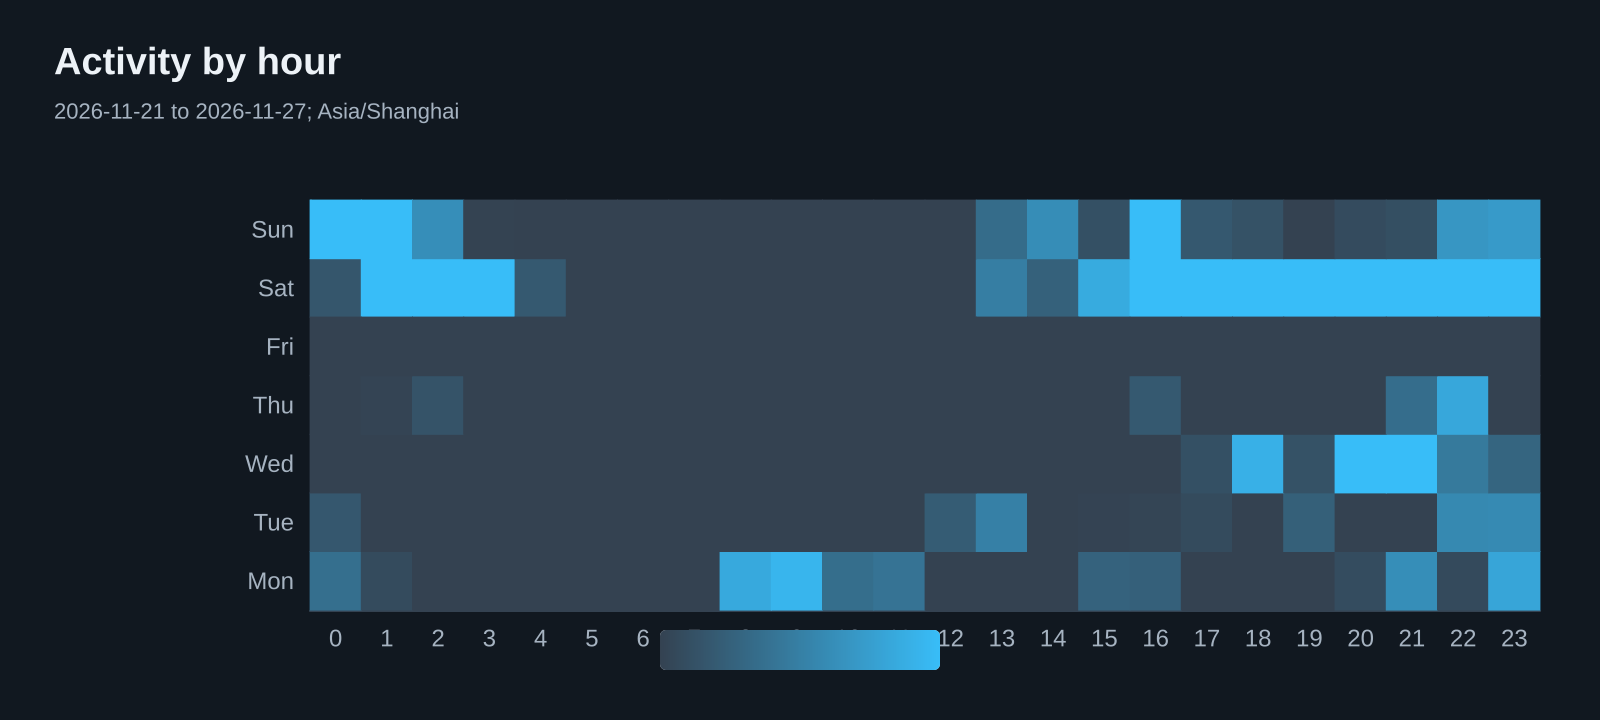 Activity by hour
2026-11-21 to 2026-11-27; Asia/Shanghai
Sun
Sat
Fri
Thu
Wed
Tue
Mon
0 1 2 3 4 5 6 12 13 14 15 16 17 18 19 20 21 22 23